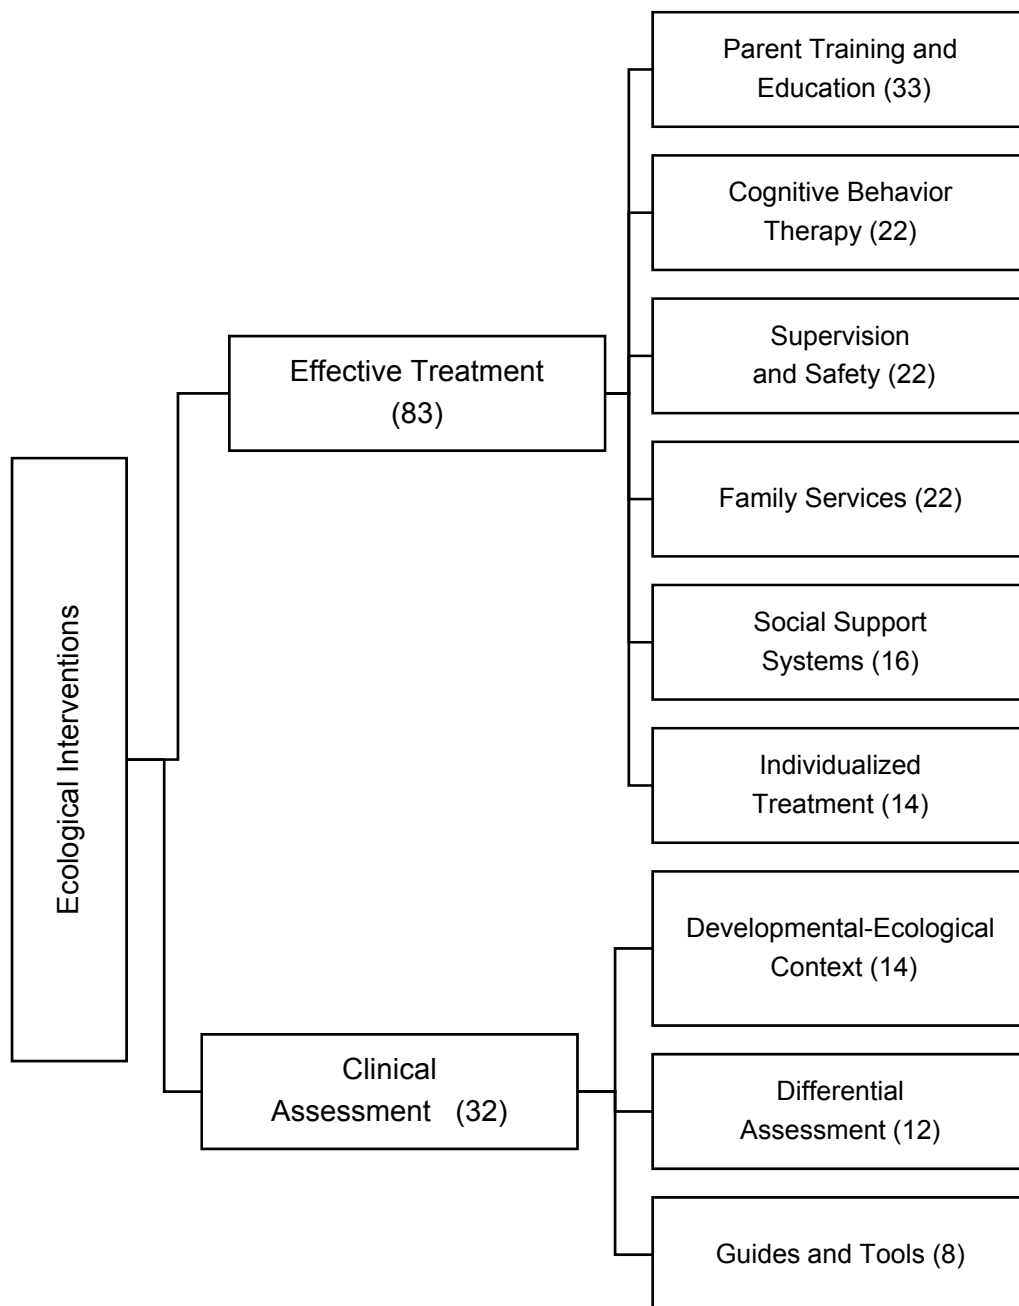 Ecological Interventions
Effective Treatment
(83)
Parent Training and
Education (33)
Cognitive Behavior
Therapy (22)
Supervision
and Safety (22)
Family Services (22)
Social Support
Systems (16)
Individualized
Treatment (14)
Clinical
Assessment (32)
Developmental-Ecological
Context (14)
Differential
Assessment (12)
Guides and Tools (8)